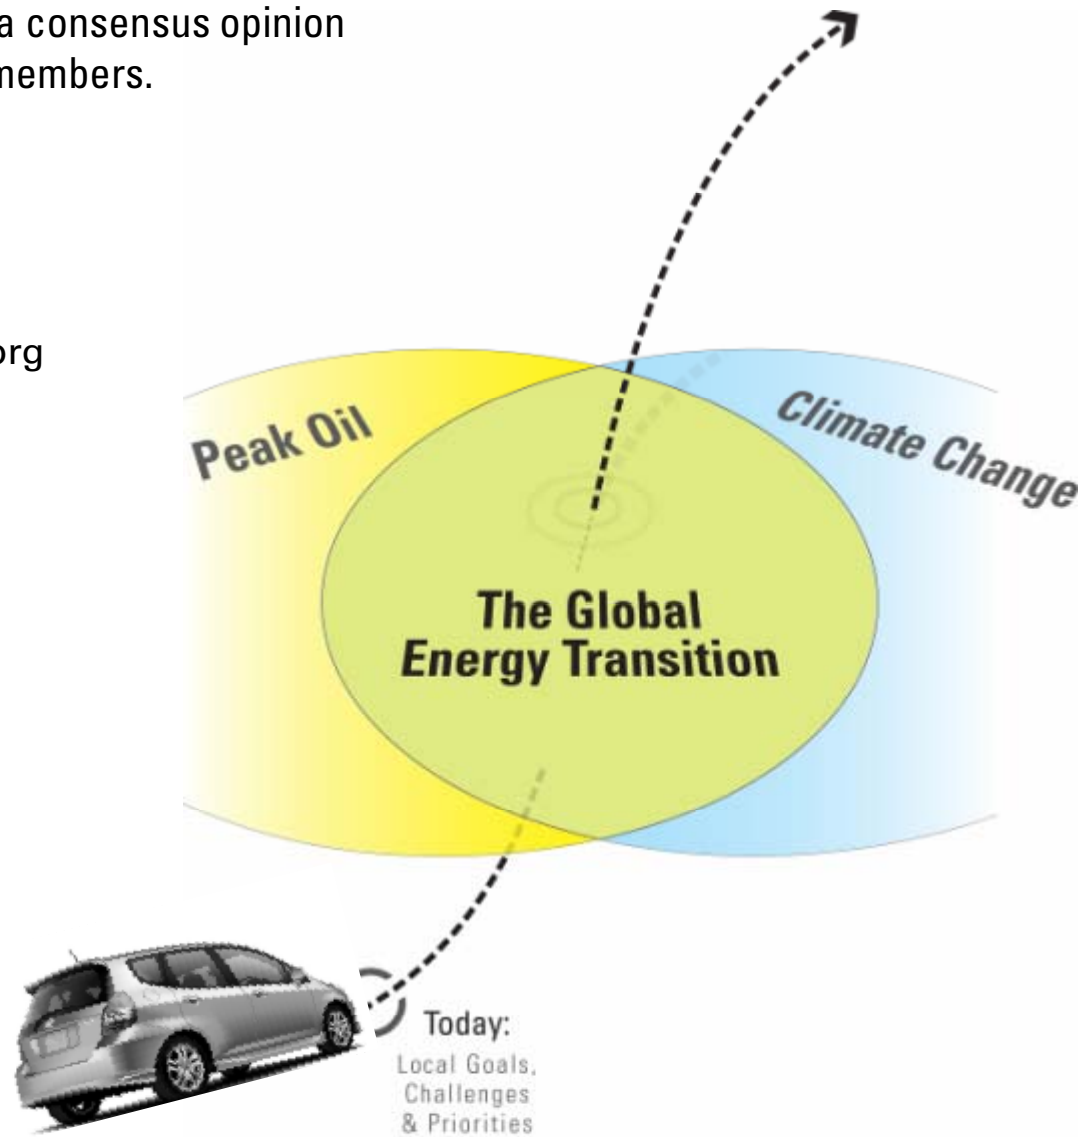 a consensus opinion
members.
org
Peak Oil
Climate Change
The Global
Energy Transition
Today:
Local Goals,
Challenges
& Priorities